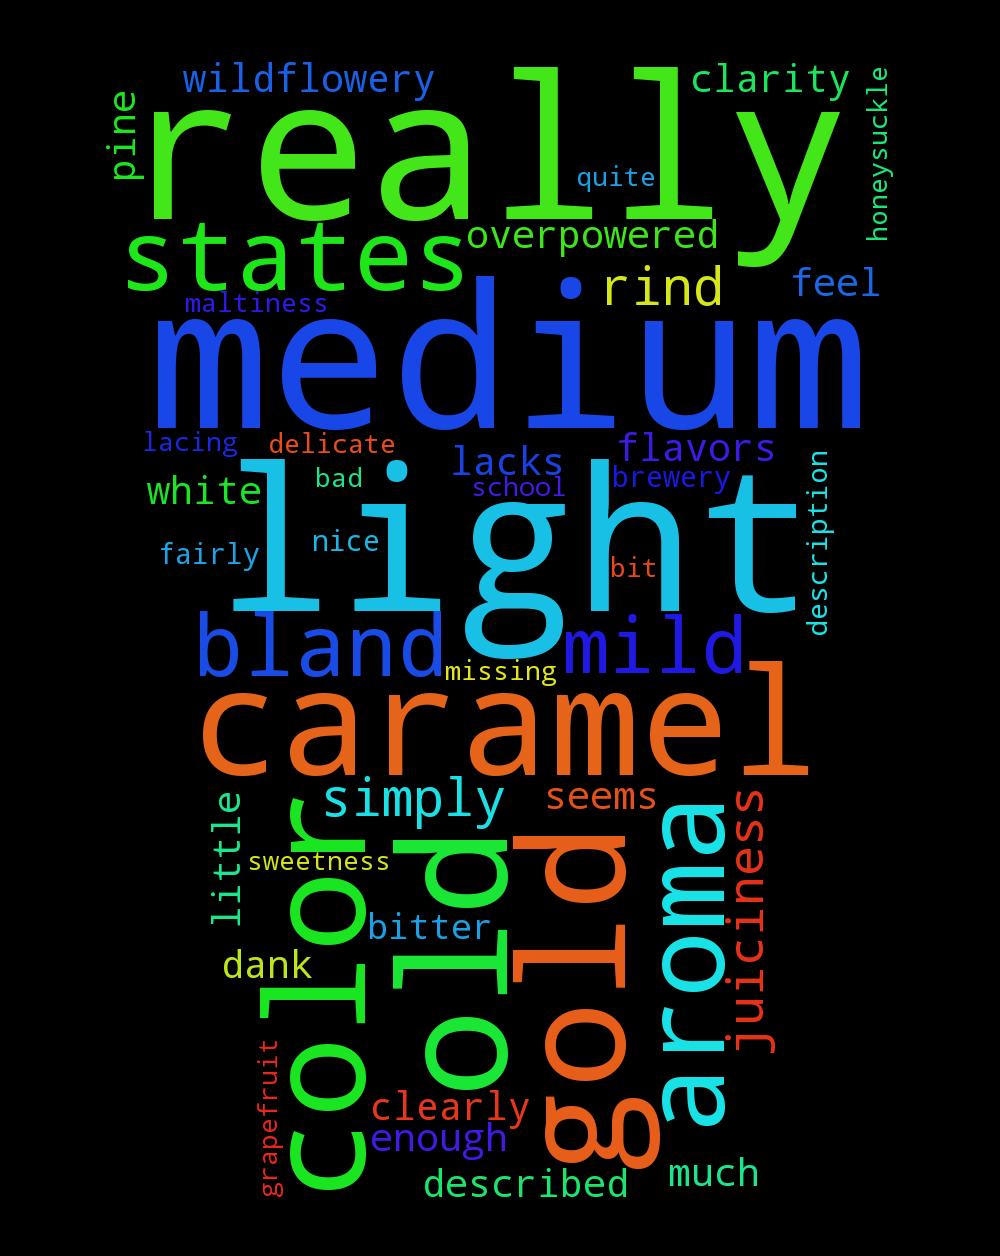 wildflowery
clarity
pine
really
honeysuckle
quite
states
overpowered
rind
feel
maltiness
medium
lacing
delicate
lacks
flavors
bad
school
brewery
white
light
description
fairly
nice
bit
bland
mild
missing
caramel
simply
seems
little
color
old
gold
aroma
juiciness
sweetness
bitter
dank
grapefruit
clearly
enough
described
much